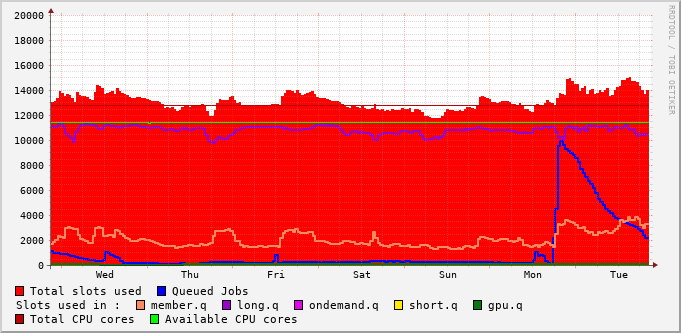 RRDTOOL / TOBI OETIKER
20000
18000
16000
14000
12000
10000
8000
6000
4000
2000
0
Wed Thu Fri Sat Sun Mon Tue
Total slots used Queued Jobs
Slots used in : member.q long.q ondemand.q short.q gpu.q
Total CPU cores Available CPU cores